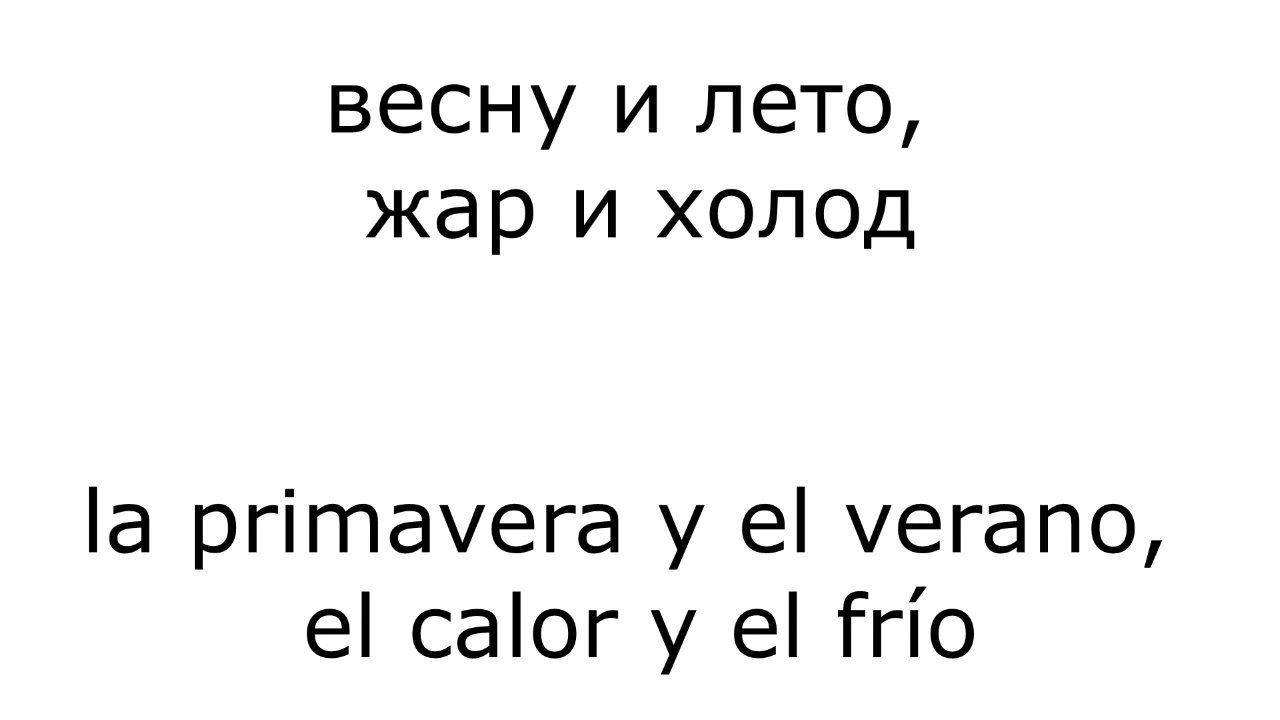 весну и лето,
жар и холод
la primavera y el verano,
el calor y el frío